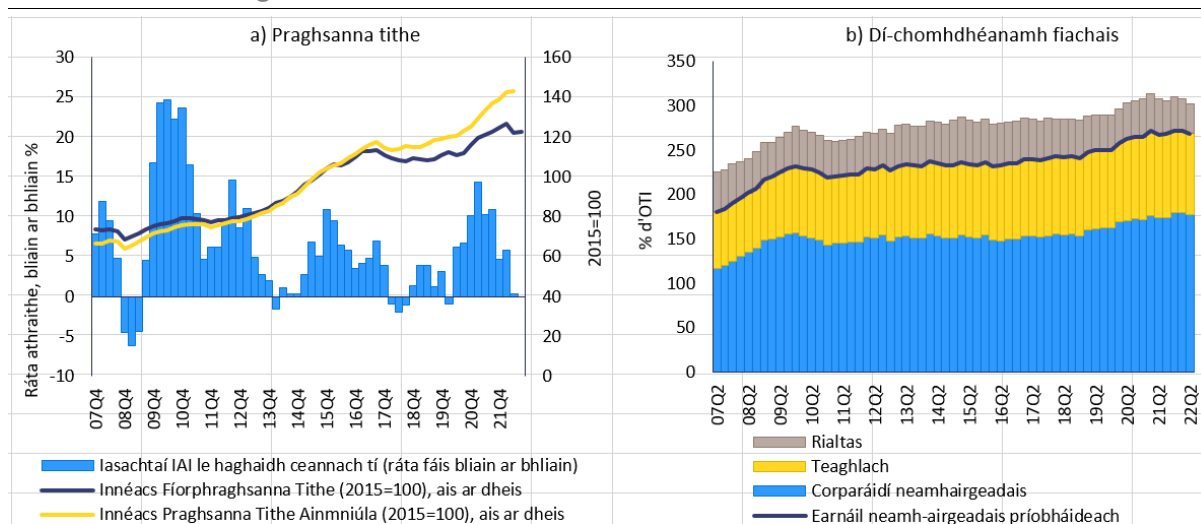 a) Praghsanna tithe
30
25
20
15
10
5
0
-5
-10
Ráta athraithe, bliain ar bhliain %
160
140
120
100
80
60
40
20
0
2015=100
07Q4
08Q4
09Q4
10Q4
11Q4
12Q4
13Q4
14Q4
15Q4
16Q4
17Q4
18Q4
19Q4
20Q4
21Q4
Iasachtaí IAI le haghaidh ceannach tí (ráta fáis bliain ar bhliain)
Innéacs Fíorphraghsanna Tithe (2015=100), ais ar dheis
Innéacs Praghsanna Tithe Ainmniúla (2015=100), ais ar dheis
b) Dí-chomhdhéanamh fiachais
350
300
250
200
150
100
50
0
% d'OTI
07Q2
08Q2
09Q2
10Q2
11Q2
12Q2
13Q2
14Q2
15Q2
16Q2
17Q2
18Q2
19Q2
20Q2
21Q2
22Q2
Rialtas
Teaghlach
Corparáidí neamhairgeadais
Earnáil neamh-airgeadais príobháideach